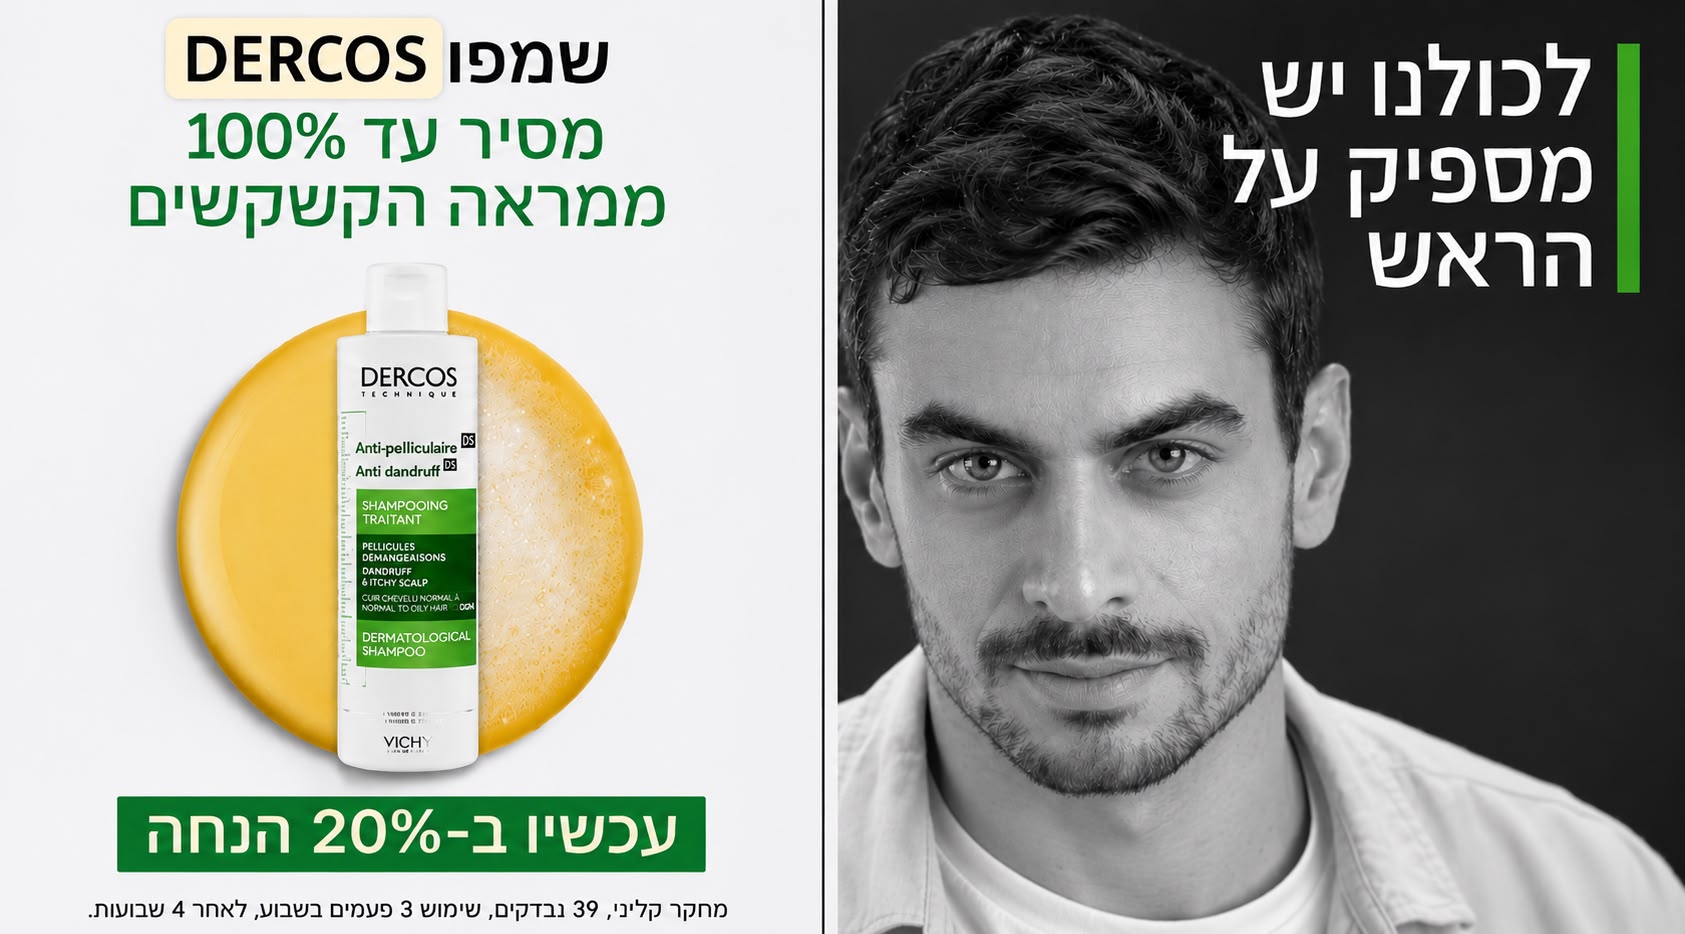 לכולנו יש
מספיק על
הראש
שמפו DERCOS
מסיר עד 100%
ממראה הקשקשים
DERCOS
TECHNIQUE
Anti-pelliculaire DS
Anti dandruff DS
SHAMPOOING
TRAITANT
PELLICULES
DEMANGEAISONS
DANDRUFF
& ITCHY SCALP
CUIR CHEVELU NORMAL À
NORMAL TO OILY HAIR
DERMATOLOGICAL
SHAMPOO
VICHY
עכשיו ב-20% הנחה
מחקר קליני, 39 נבדקים, שימוש 3 פעמים בשבוע, לאחר 4 שבועות.